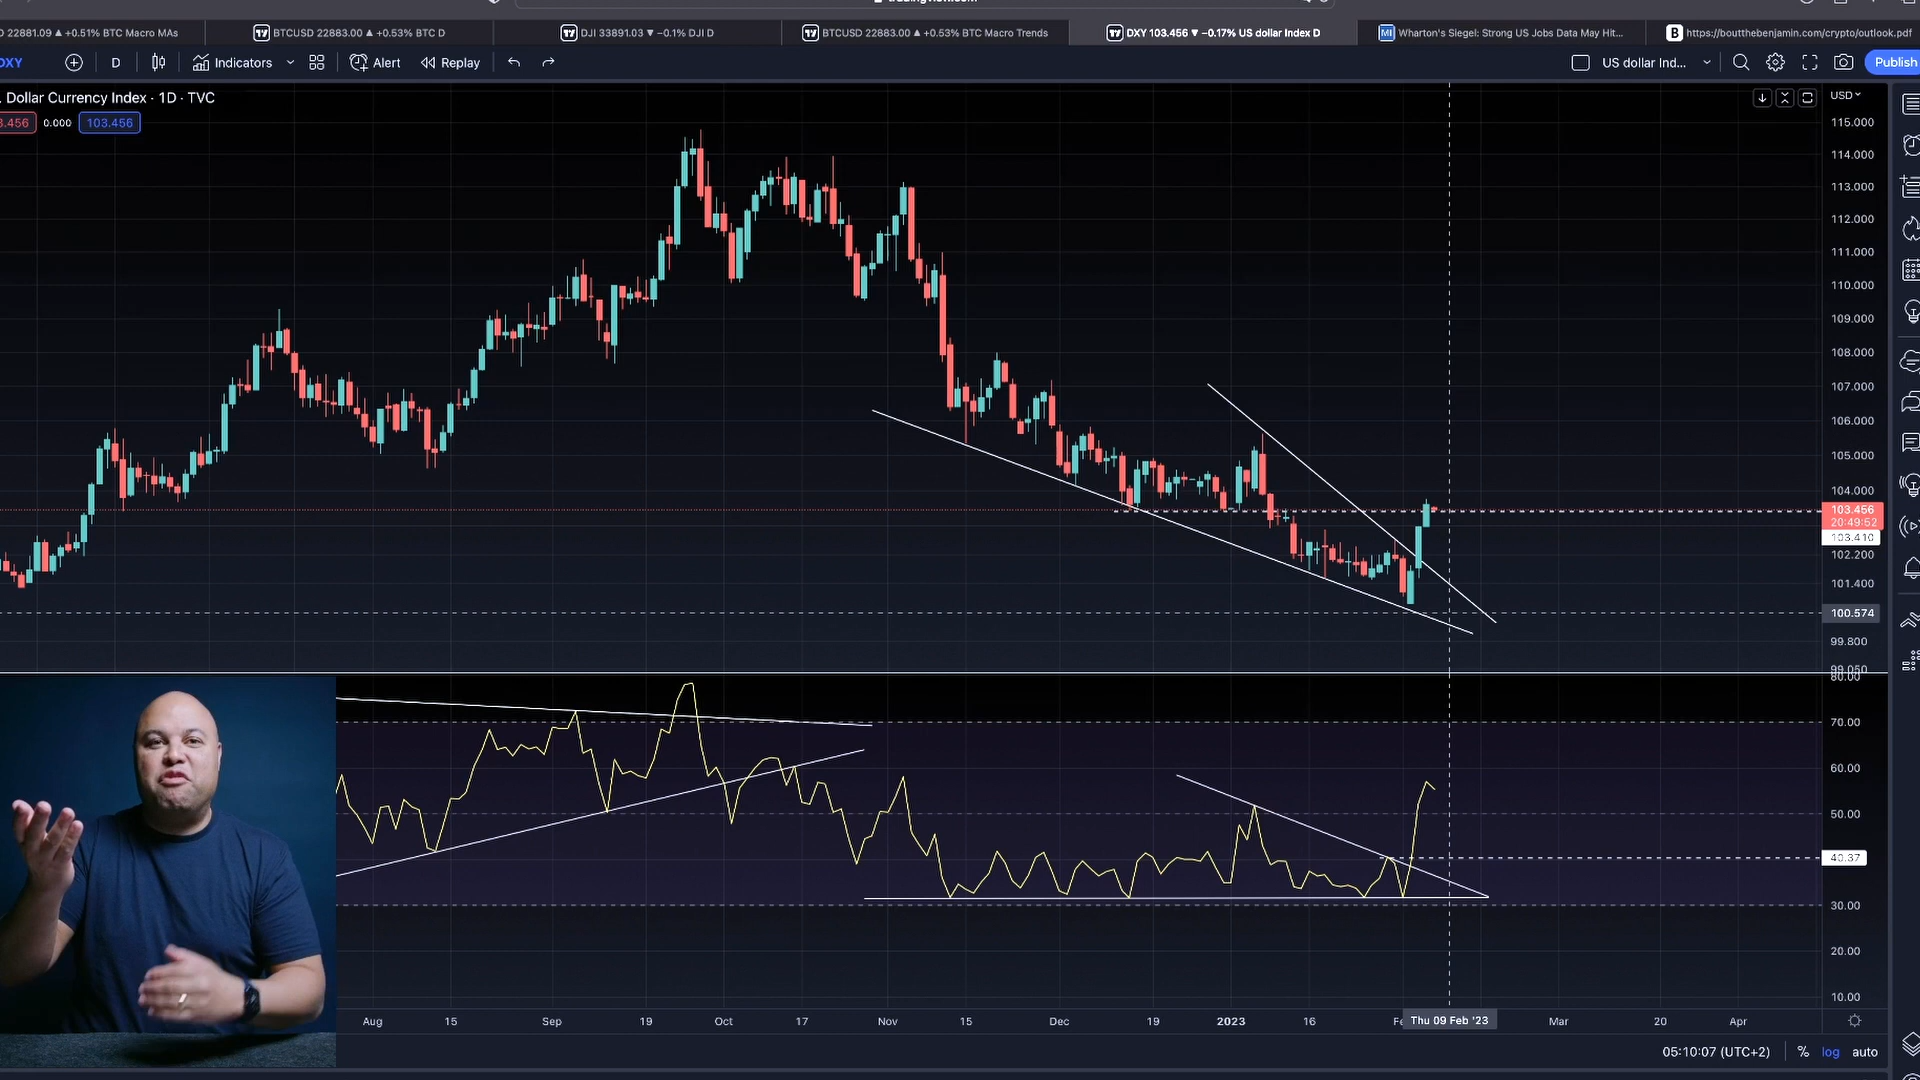 22881.09 ▲ +0.51% BTC Macro MAs
BTCUSD 22883.00 ▲ +0.53% BTC D
DJI 33891.03 ▼ −0.1% DJI D
BTCUSD 22883.00 ▲ +0.53% BTC Macro Trends
DXY 103.456 ▼ −0.17% US dollar Index D
MI Wharton's Siegel: Strong US Jobs Data May Hit...
B https://boutthebenjamin.com/crypto/outlook.pdf
DXY
D
Indicators
Alert
Replay
US dollar Ind...
Publish
Dollar Currency Index · 1D · TVC
3.456
0.000
103.456
USD
115.000
114.000
113.000
112.000
111.000
110.000
109.000
108.000
107.000
106.000
105.000
104.000
103.456
20:49:52
103.410
102.200
101.400
100.574
99.800
99.050
80.00
70.00
60.00
50.00
40.37
30.00
20.00
10.00
Aug
15
Sep
19
Oct
17
Nov
15
Dec
19
2023
16
Fe
Thu 09 Feb '23
Mar
20
Apr
05:10:07 (UTC+2)
%
log
auto